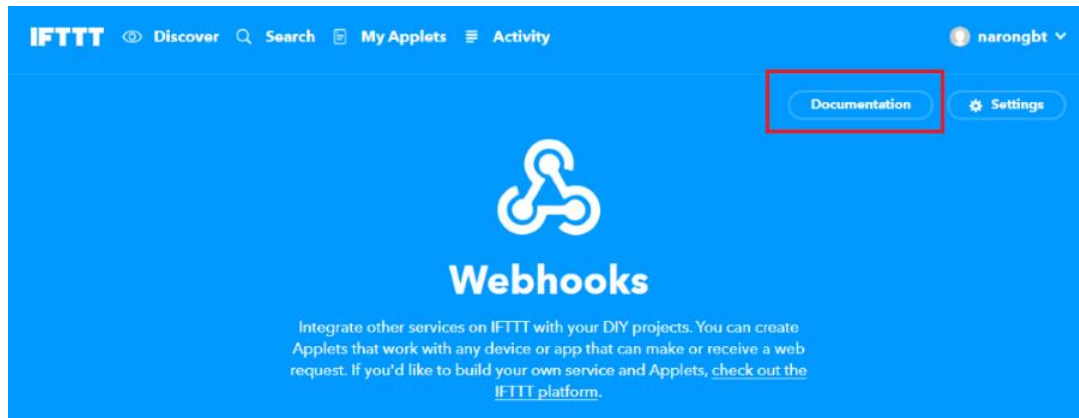 IFTTT Discover Search My Applets Activity narongbt
Documentation Settings
Webhooks
Integrate other services on IFTTT with your DIY projects. You can create
Applets that work with any device or app that can make or receive a web
request. If you'd like to build your own service and Applets, check out the
IFTTT platform.